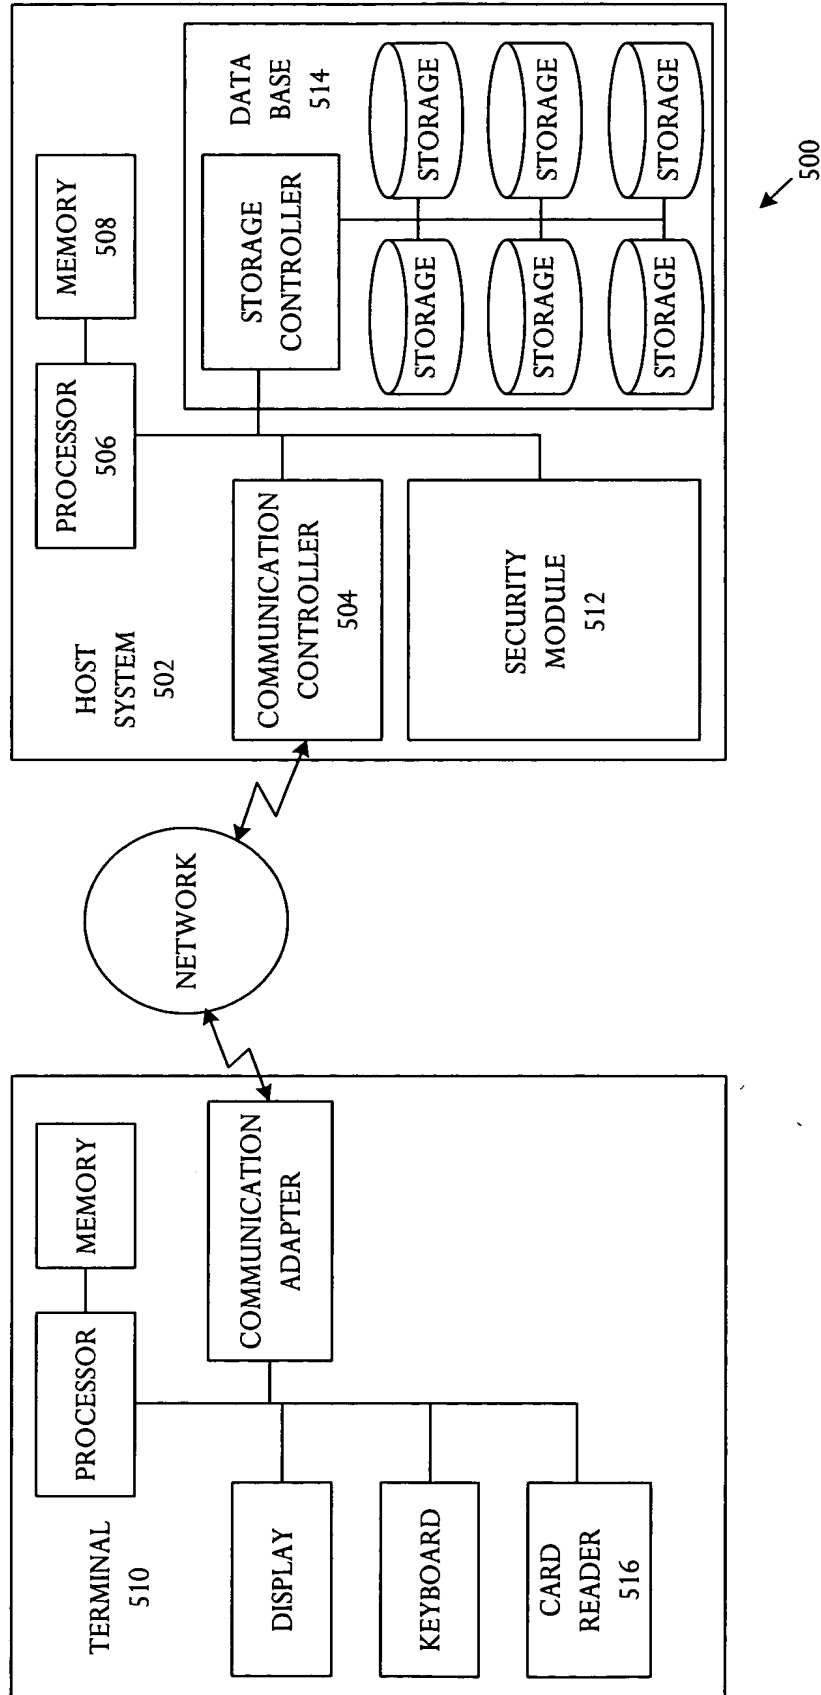 TERMINAL
510
PROCESSOR
MEMORY
COMMUNICATION
ADAPTER
DISPLAY
KEYBOARD
CARD
READER
516
NETWORK
HOST
SYSTEM
502
PROCESSOR
506
MEMORY
508
COMMUNICATION
CONTROLLER
504
SECURITY
MODULE
512
STORAGE
CONTROLLER
DATA
BASE
514
STORAGE
STORAGE
STORAGE
STORAGE
STORAGE
STORAGE
500